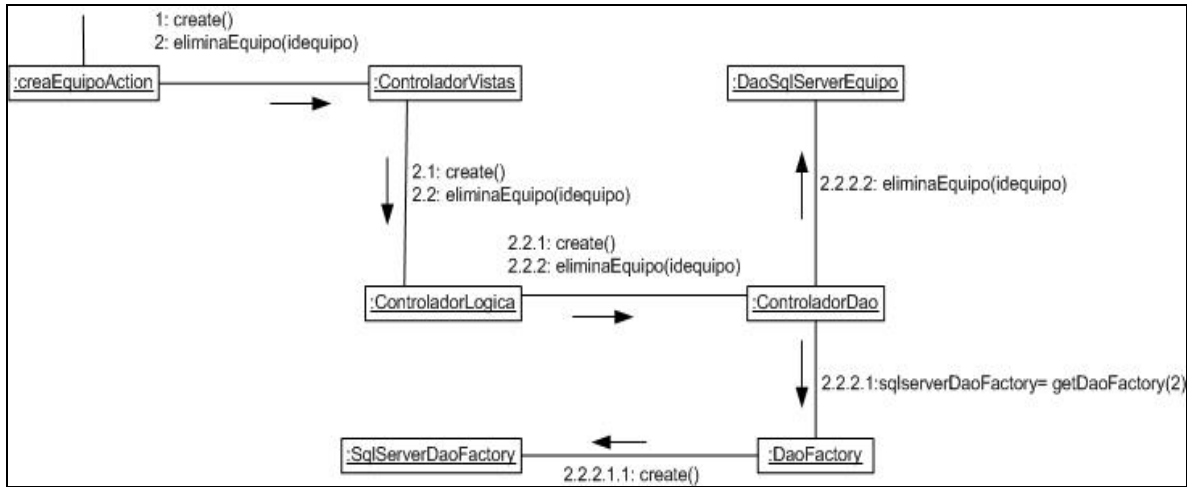 1: create()
2: eliminaEquipo(idequipo)
:creaEquipoAction
:ControladorVistas
:DaoSqlServerEquipo
2.1: create()
2.2: eliminaEquipo(idequipo)
2.2.2.2: eliminaEquipo(idequipo)
2.2.1: create()
2.2.2: eliminaEquipo(idequipo)
:ControladorLogica
:ControladorDao
2.2.2.1:sqlserverDaoFactory= getDaoFactory(2)
:SqlServerDaoFactory
:DaoFactory
2.2.2.1.1: create()